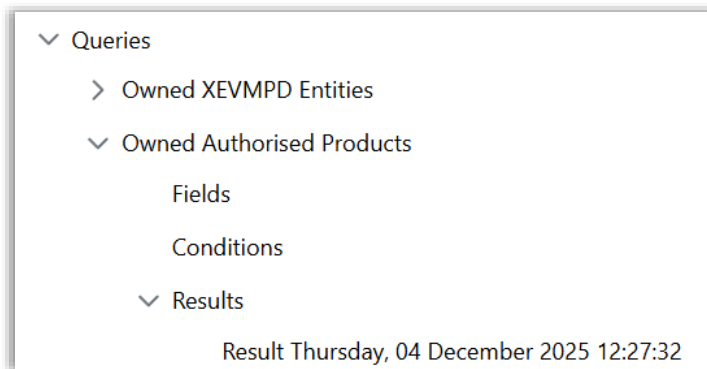 Queries
Owned XEVMPD Entities
Owned Authorised Products
Fields
Conditions
Results
Result Thursday, 04 December 2025 12:27:32